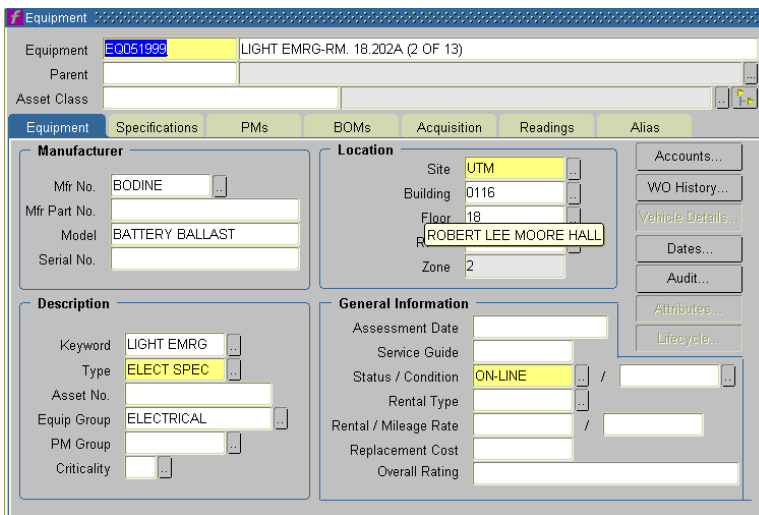 Equipment
Equipment EQ051999 LIGHT EMRG-RM. 18.202A (2 OF 13)
Parent ...
Asset Class ..
Equipment Specifications PMs BOMs Acquisition Readings Alias
Manufacturer
Mfr No. BODINE ..
Mfr Part No.
Model BATTERY BALLAST
Serial No.
Location
Site UTM ..
Building 0116 ..
Floor 18 ..
ROBERT LEE MOORE HALL
Zone 2
Accounts...
WO History...
Vehicle Details...
Dates...
Audit...
Attributes...
Lifecycle...
Description
Keyword LIGHT EMRG ..
Type ELECT SPEC ..
Asset No.
Equip Group ELECTRICAL ..
PM Group ..
Criticality ..
General Information
Assessment Date
Service Guide
Status / Condition ON-LINE .. / ..
Rental Type ..
Rental / Mileage Rate /
Replacement Cost
Overall Rating